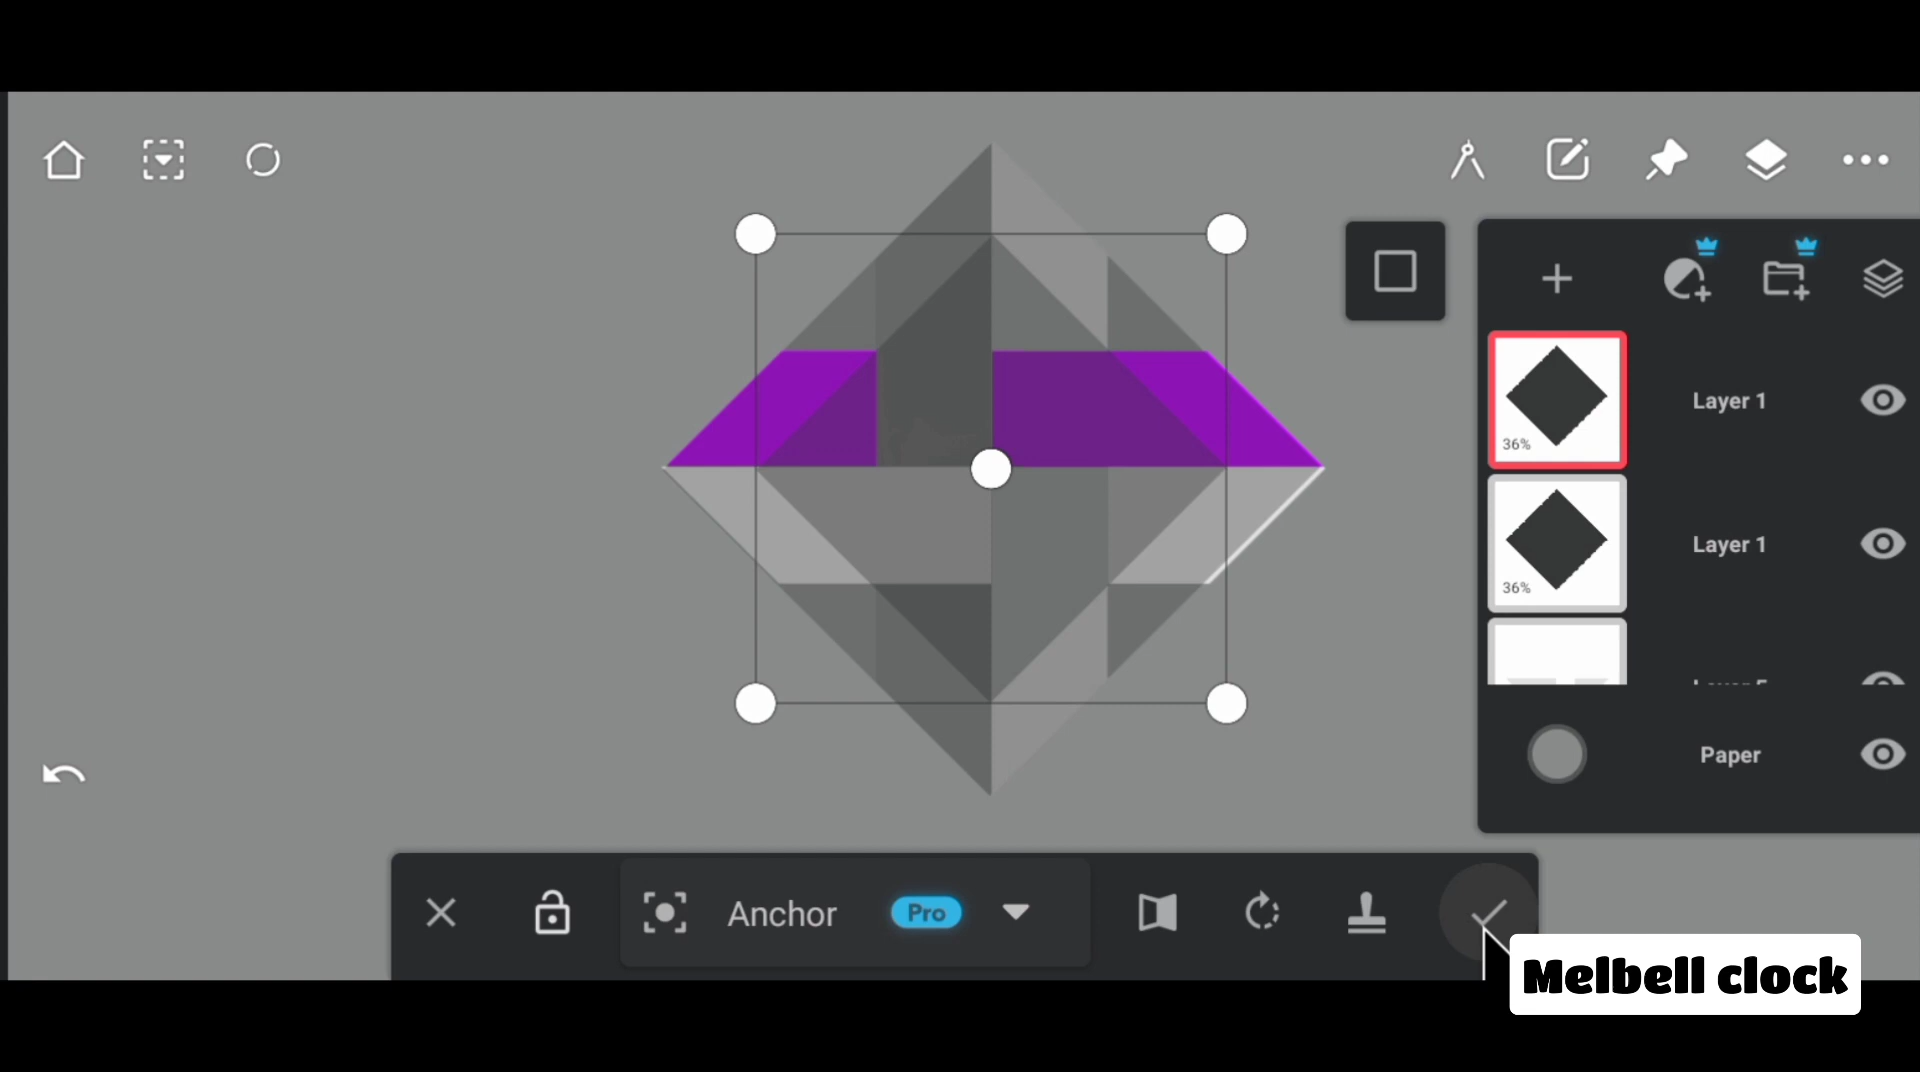 36%
Layer 1
36%
Layer 1
Paper
Anchor
Pro
Melbell clock